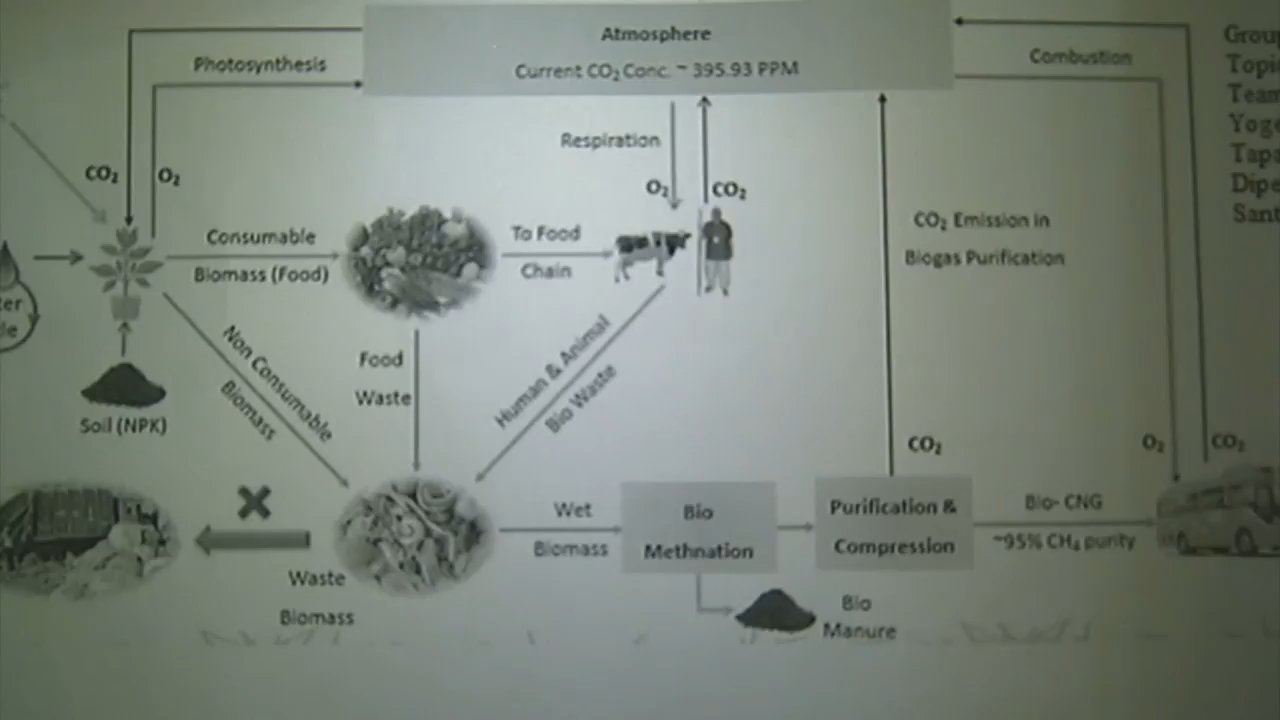 Atmosphere
Current CO₂ Conc. ~ 395.93 PPM
Photosynthesis
Combustion
Respiration
CO₂
O₂
O₂
CO₂
CO₂ Emission in
Biogas Purification
Consumable
Biomass (Food)
To Food
Chain
Non Consumable
Biomass
Food
Waste
Human & Animal
Bio Waste
Soil (NPK)
CO₂
O₂
CO₂
Waste
Biomass
Wet
Biomass
Bio
Methnation
Purification &
Compression
Bio- CNG
~95% CH₄ purity
Bio
Manure